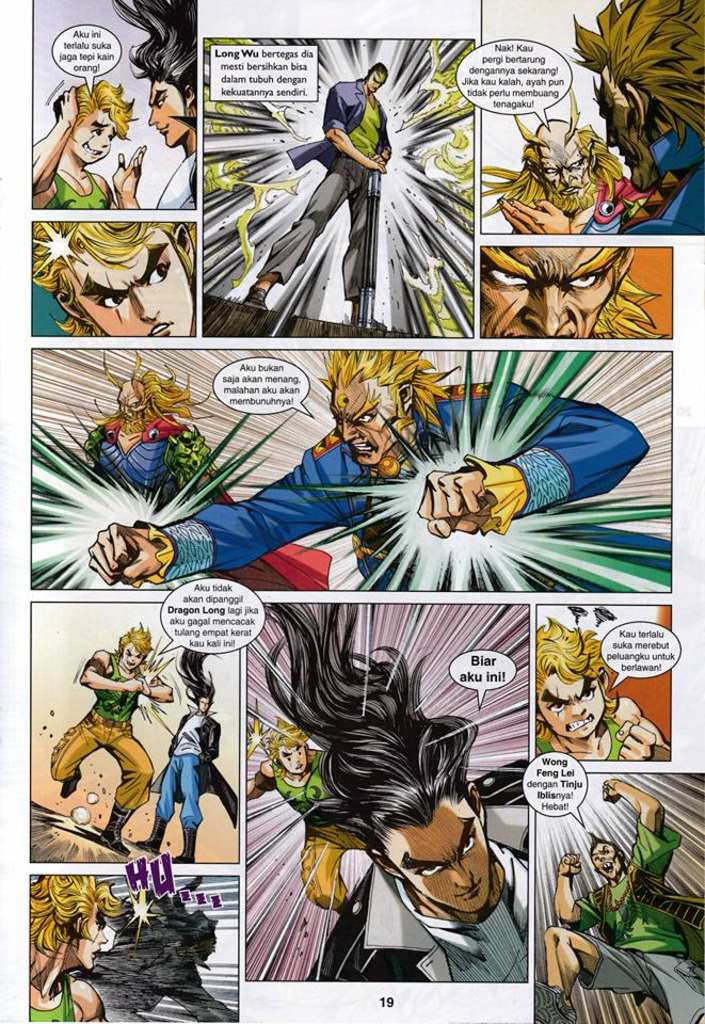 Aku ini
terlalu suka
jaga tepi kain
orang!
Long Wu bertegas dia
mesti bersihkan bisa
dalam tubuh dengan
kekuatannya sendiri.
Nak! Kau
pergi bertarung
dengannya sekarang!
Jika kau kalah, ayah pun
tidak perlu membuang
tenagaku!
Aku bukan
saja akan menang,
malahan aku akan
membunuhnya!
Aku tidak
akan dipanggil
Dragon Long lagi jika
aku gagal mencacak
tulang empat kerat
kau kali ini!
Biar
aku ini!
Kau terlalu
suka merebut
peluangku untuk
berlawan!
Wong
Feng Lei
dengan Tinju
Iblisnya!
Hebat!
HU
ZZZZ
19